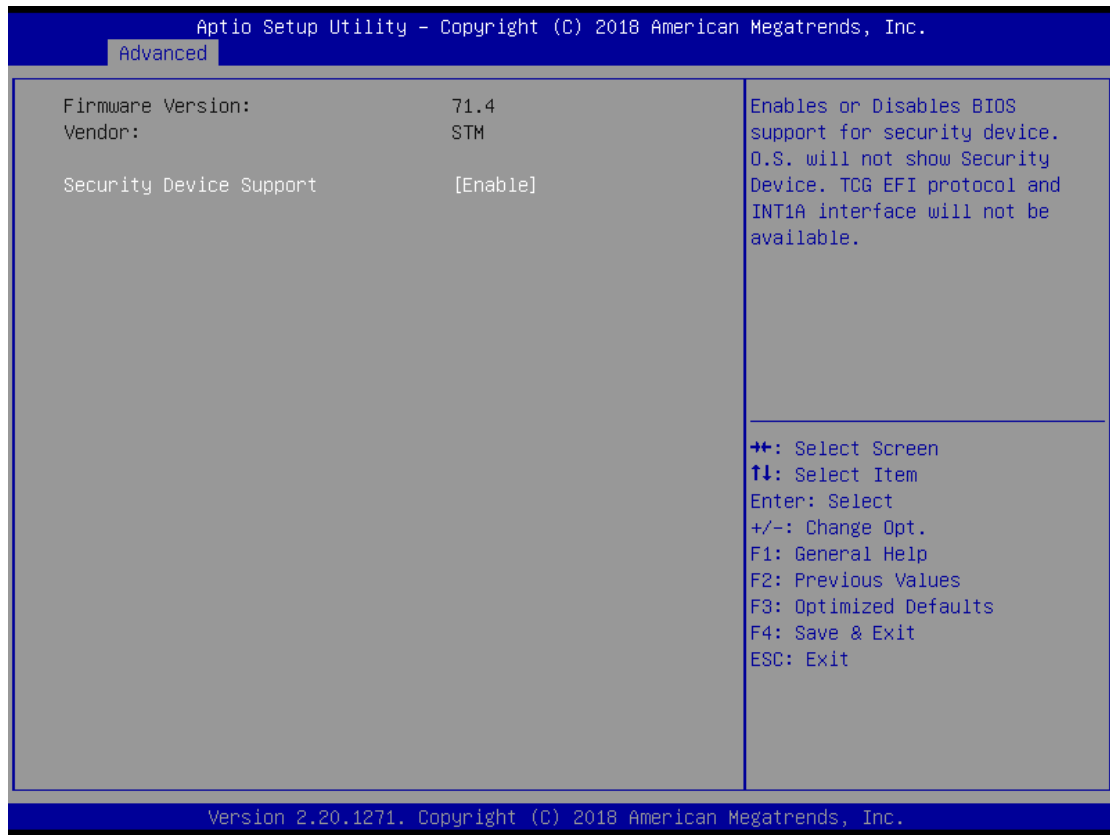 Aptio Setup Utility – Copyright (C) 2018 American Megatrends, Inc.
Advanced
Firmware Version: 71.4
Vendor: STM
Security Device Support [Enable]
Enables or Disables BIOS
support for security device.
O.S. will not show Security
Device. TCG EFI protocol and
INT1A interface will not be
available.
→←: Select Screen
↑↓: Select Item
Enter: Select
+/-: Change Opt.
F1: General Help
F2: Previous Values
F3: Optimized Defaults
F4: Save & Exit
ESC: Exit
Version 2.20.1271. Copyright (C) 2018 American Megatrends, Inc.